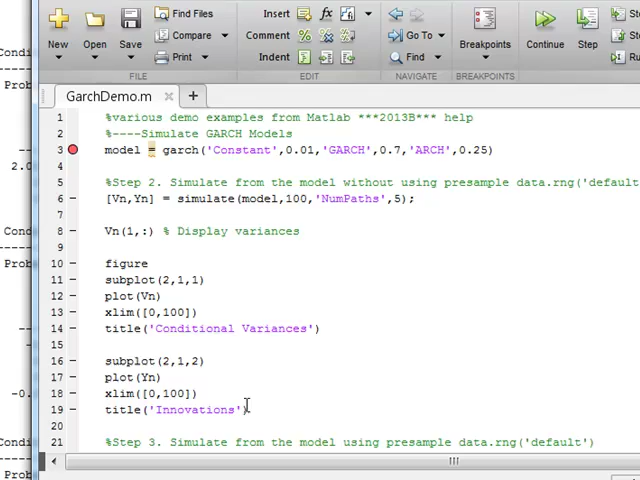 New
Open
Save
Find Files
Compare
Print
Insert
fx
Comment
%
Indent
Go To
Find
Breakpoints
Continue
Step
FILE
EDIT
NAVIGATE
BREAKPOINTS
GarchDemo.m × +
1 %various demo examples from Matlab ***2013B*** help
2 %----Simulate GARCH Models
3 model = garch('Constant',0.01,'GARCH',0.7,'ARCH',0.25)
4
5 %Step 2. Simulate from the model without using presample data.rng('default
6 [Vn,Yn] = simulate(model,100,'NumPaths',5);
7
8 Vn(1,:) % Display variances
9
10 figure
11 subplot(2,1,1)
12 plot(Vn)
13 xlim([0,100])
14 title('Conditional Variances')
15
16 subplot(2,1,2)
17 plot(Yn)
18 xlim([0,100])
19 title('Innovations')
20
21 %Step 3. Simulate from the model using presample data.rng('default')